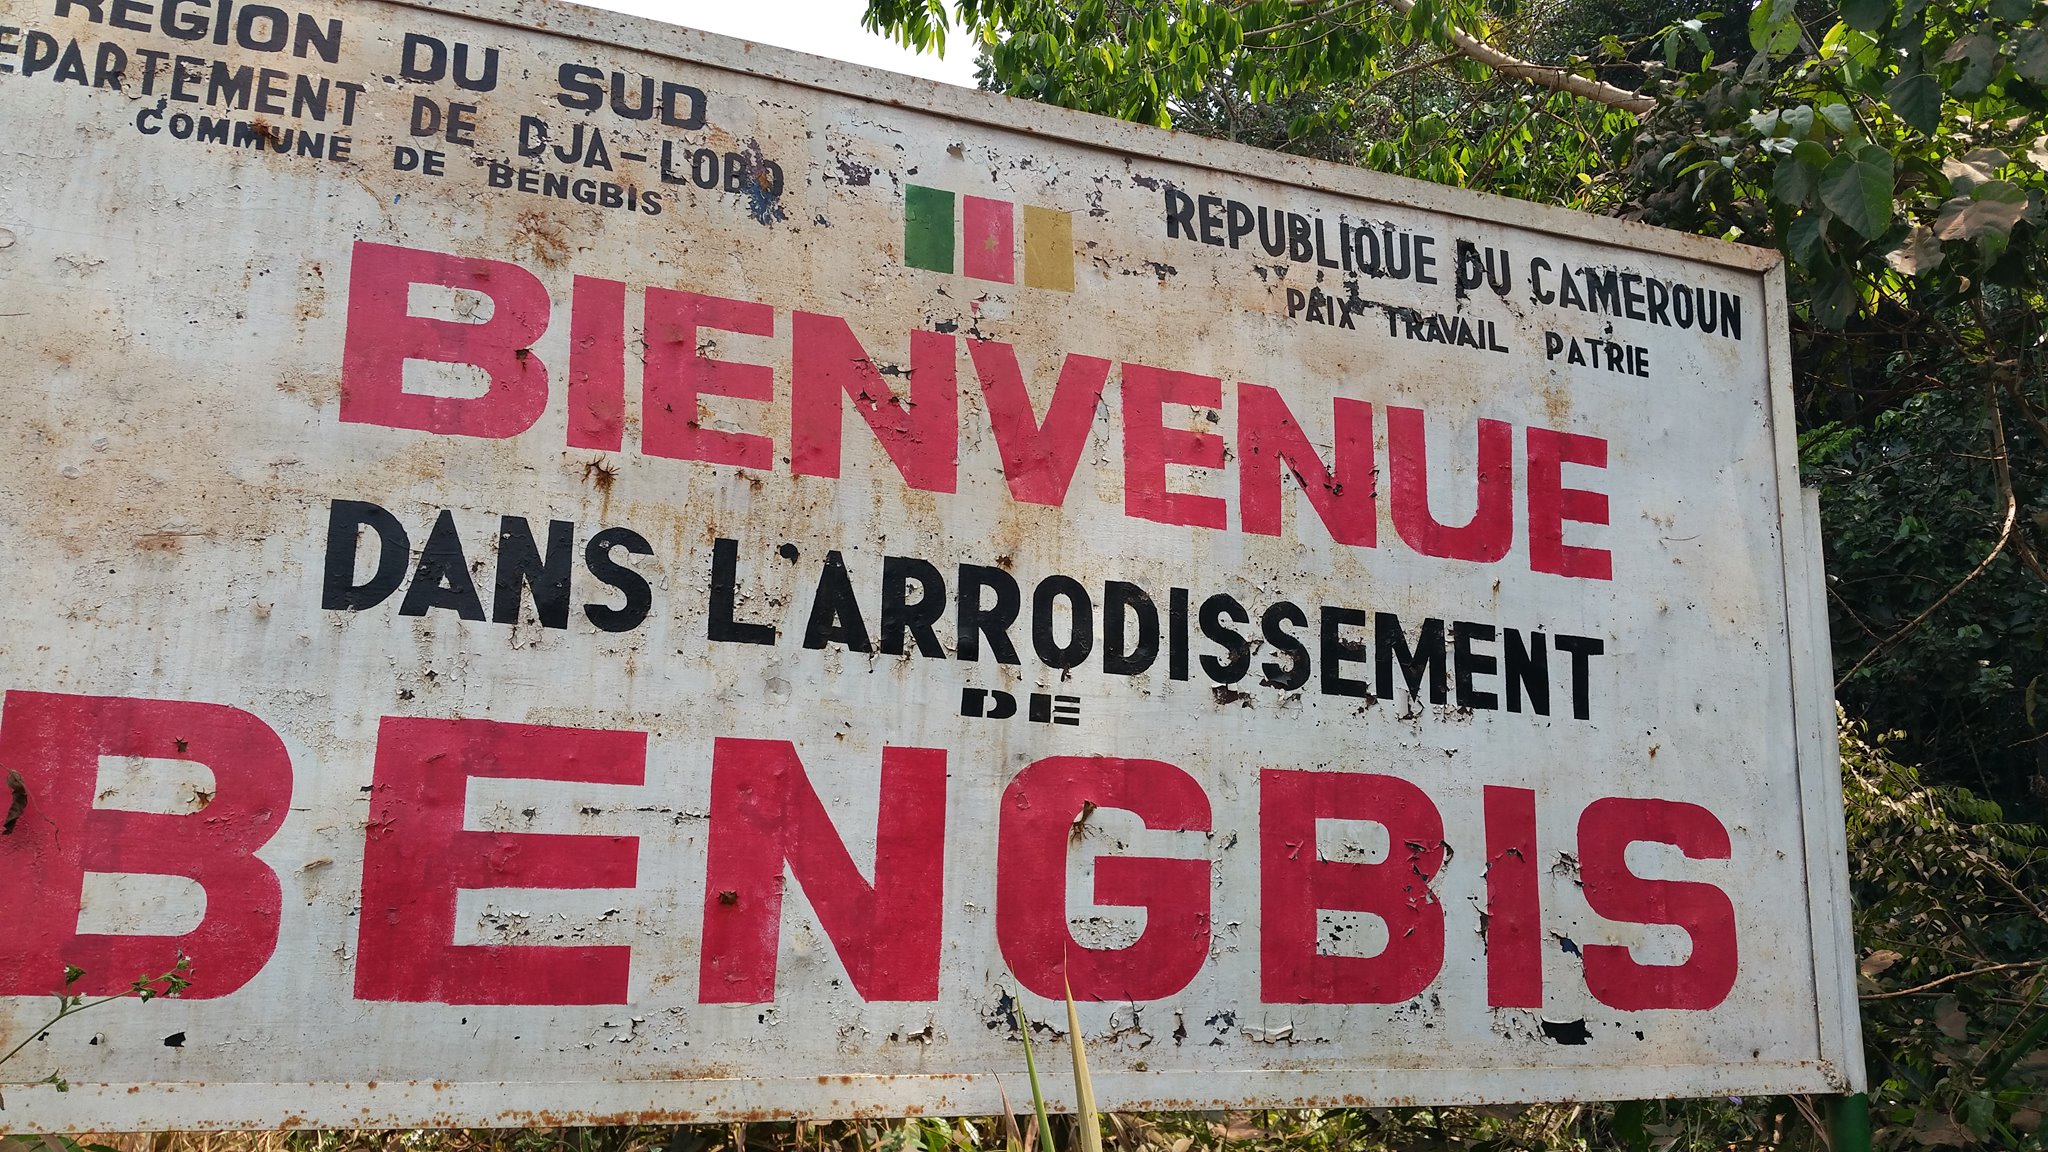 REGION DU SUD
DEPARTEMENT DE DJA-LOBO
COMMUNE DE BENGBIS
REPUBLIQUE DU CAMEROUN
PAIX TRAVAIL PATRIE
BIENVENUE
DANS L'ARRODISSEMENT
DE
BENGBIS